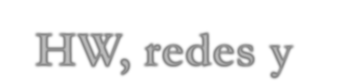 HW, redes y